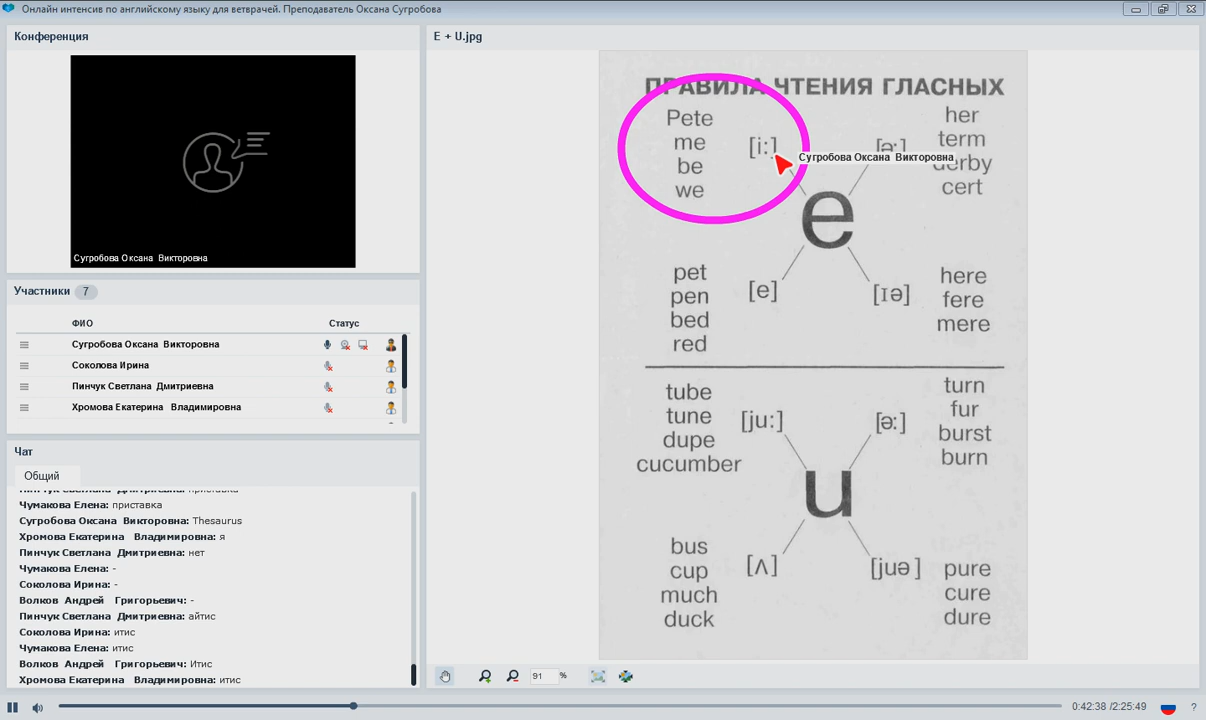 Онлайн интенсив по английскому языку для ветврачей. Преподаватель Оксана Сугробова
Конференция
Сугробова Оксана Викторовна
Участники 7
ФИО Статус
Сугробова Оксана Викторовна
Соколова Ирина
Пинчук Светлана Дмитриевна
Хромова Екатерина Владимировна
Чат
Общий
Пинчук Светлана Дмитриевна: приставка
Чумакова Елена: приставка
Сугробова Оксана Викторовна: Thesaurus
Хромова Екатерина Владимировна: я
Пинчук Светлана Дмитриевна: нет
Чумакова Елена: -
Соколова Ирина: -
Волков Андрей Григорьевич: -
Пинчук Светлана Дмитриевна: айтис
Соколова Ирина: итис
Чумакова Елена: итис
Волков Андрей Григорьевич: Итис
Хромова Екатерина Владимировна: итис
E + U.jpg
ПРАВИЛА ЧТЕНИЯ ГЛАСНЫХ
Pete
me
be
we
[i:]
Сугробова Оксана Викторовна
[ə:]
her
term
derby
cert
e
pet
pen
bed
red
[e]
[ɪə]
here
fere
mere
tube
tune
dupe
cucumber
[ju:]
[ə:]
turn
fur
burst
burn
u
bus
cup
much
duck
[ʌ]
[juə]
pure
cure
dure
91 %
0:42:38 /2:25:49
?